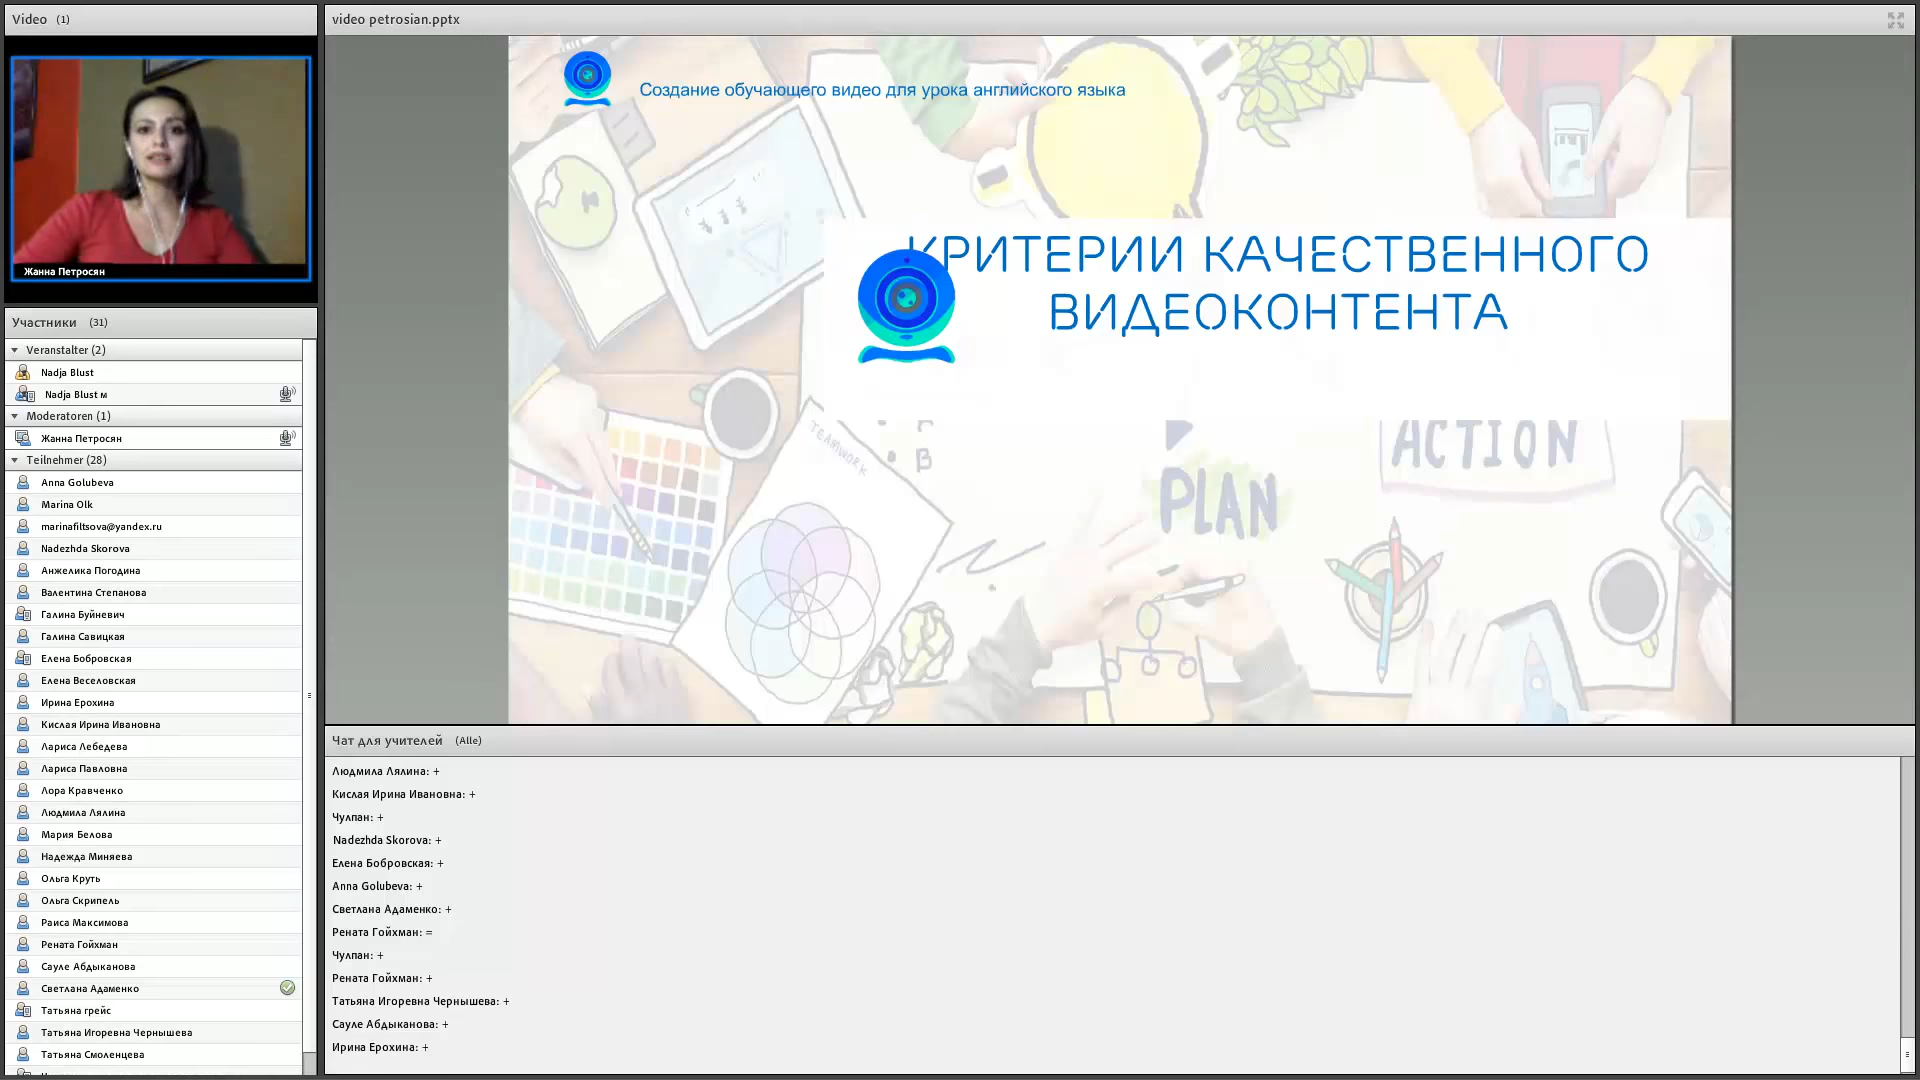 Video (1)
Жанна Петросян
Участники (31)
Veranstalter (2)
Nadja Blust
Nadja Blust м
Moderatoren (1)
Жанна Петросян
Teilnehmer (28)
Anna Golubeva
Marina Olk
marinafiltsova@yandex.ru
Nadezhda Skorova
Анжелика Погодина
Валентина Степанова
Галина Буйневич
Галина Савицкая
Елена Бобровская
Елена Веселовская
Ирина Ерохина
Кислая Ирина Ивановна
Лариса Лебедева
Лариса Павловна
Лора Кравченко
Людмила Лялина
Мария Белова
Надежда Миняева
Ольга Круть
Ольга Скрипель
Раиса Максимова
Рената Гойхман
Сауле Абдыканова
Светлана Адаменко
Татьяна грейс
Татьяна Игоревна Чернышева
Татьяна Смоленцева
video petrosian.pptx
Создание обучающего видео для урока английского языка
КРИТЕРИИ КАЧЕСТВЕННОГО
ВИДЕОКОНТЕНТА
TEAMWORK
B
PLAN
ACTION
Чат для учителей (Alle)
Людмила Лялина: +
Кислая Ирина Ивановна: +
Чулпан: +
Nadezhda Skorova: +
Елена Бобровская: +
Anna Golubeva: +
Светлана Адаменко: +
Рената Гойхман: =
Чулпан: +
Рената Гойхман: +
Татьяна Игоревна Чернышева: +
Сауле Абдыканова: +
Ирина Ерохина: +